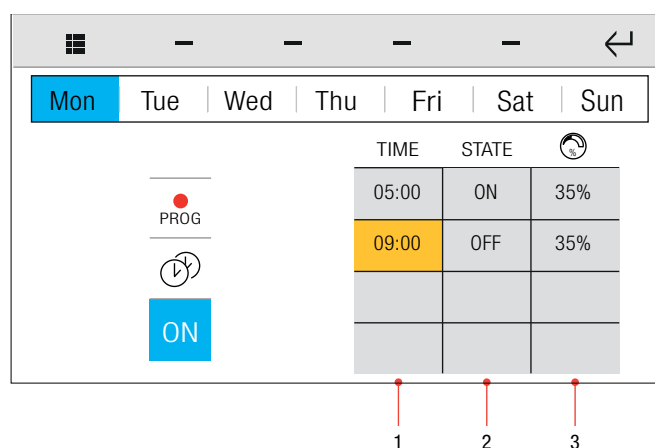 Mon Tue Wed Thu Fri Sat Sun
TIME STATE %
PROG
05:00 ON 35%
09:00 OFF 35%
ON
1 2 3